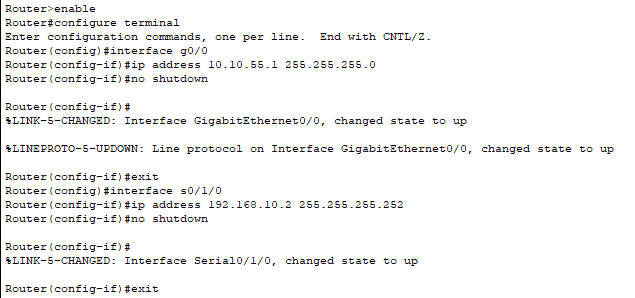 Router>enable
Router#configure terminal
Enter configuration commands, one per line.  End with CNTL/Z.
Router(config)#interface g0/0
Router(config-if)#ip address 10.10.55.1 255.255.255.0
Router(config-if)#no shutdown
Router(config-if)#
%LINK-5-CHANGED: Interface GigabitEthernet0/0, changed state to up
%LINEPROTO-5-UPDOWN: Line protocol on Interface GigabitEthernet0/0, changed state to up
Router(config-if)#exit
Router(config)#interface s0/1/0
Router(config-if)#ip address 192.168.10.2 255.255.255.252
Router(config-if)#no shutdown
Router(config-if)#
%LINK-5-CHANGED: Interface Serial0/1/0, changed state to up
Router(config-if)#exit